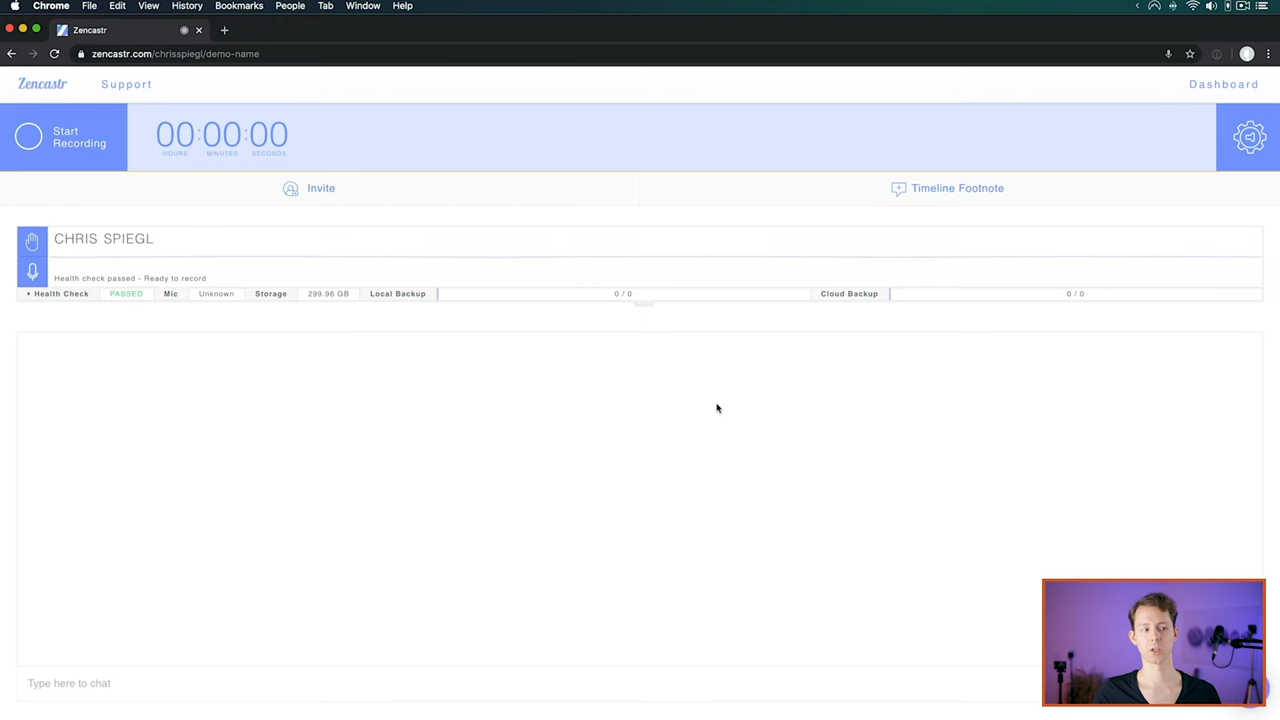 Chrome File Edit View History Bookmarks People Tab Window Help
Zencastr
zencastr.com/chrisspiegl/demo-name
Zencastr Support Dashboard
Start Recording
00:00:00
HOURS MINUTES SECONDS
Invite Timeline Footnote
CHRIS SPIEGL
Health check passed - Ready to record
Health Check PASSED Mic Unknown Storage 299.96 GB Local Backup 0 / 0 Cloud Backup 0 / 0
Type here to chat